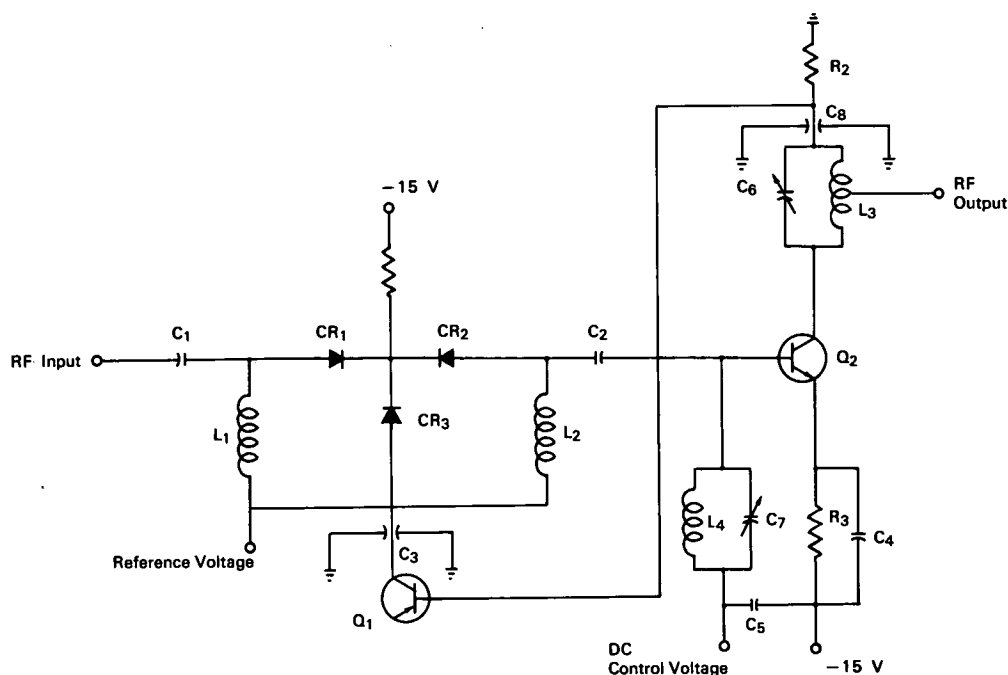 R2
C8
C6
L3
RF
Output
−15 V
C1
CR1
CR2
C2
RF Input
Q2
L1
CR3
L2
L4
C7
R3
C4
Reference Voltage
C3
Q1
C5
DC
Control Voltage
−15 V